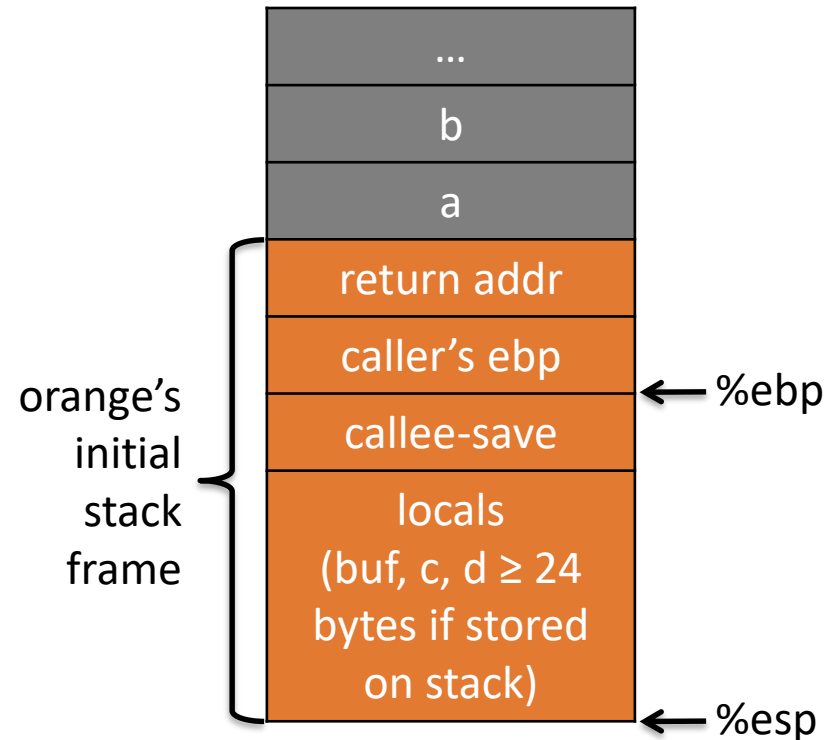 …
b
a
return addr
caller’s ebp
%ebp
callee-save
orange’s
initial
stack
frame
locals
(buf, c, d ≥ 24
bytes if stored
on stack)
%esp